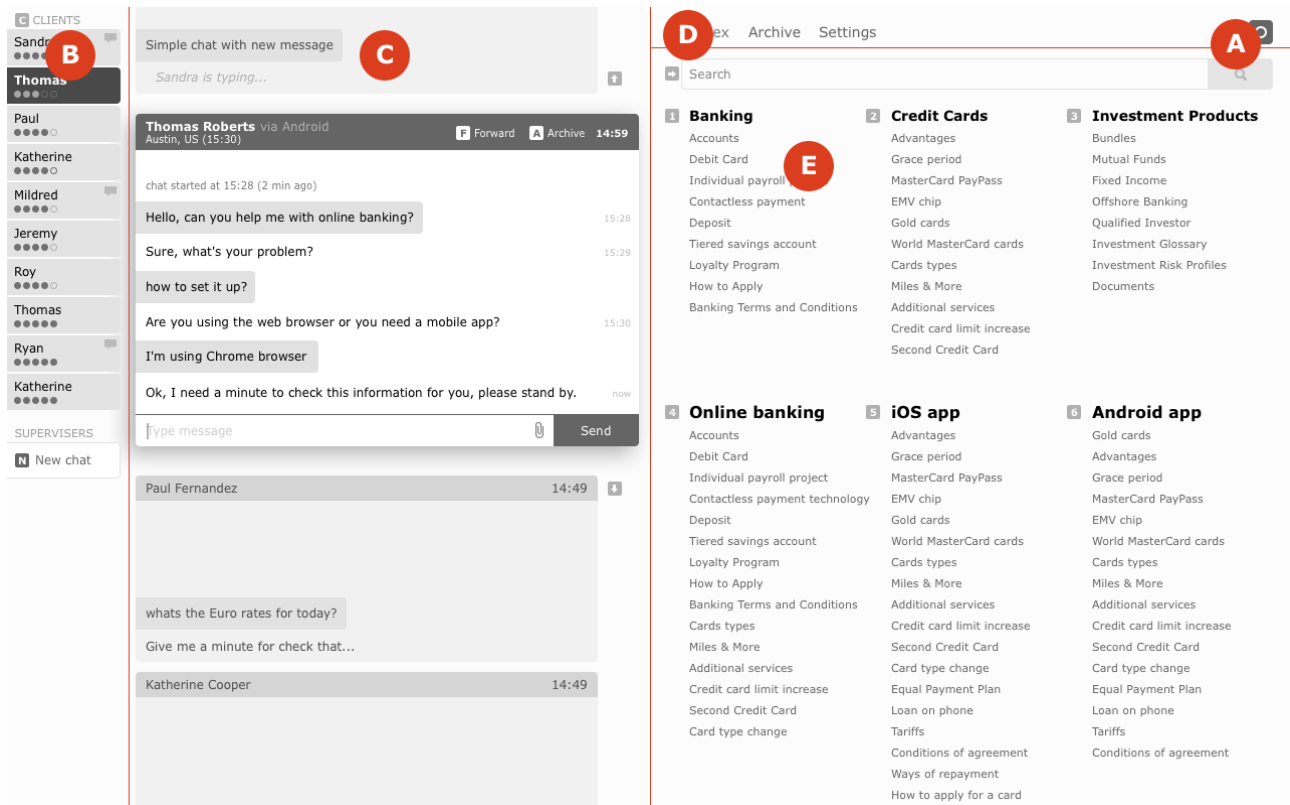 C CLIENTS
B
Thomas
Paul
Katherine
Mildred
Jeremy
Roy
Thomas
Ryan
Katherine
SUPERVISERS
N New chat
Simple chat with new message
C
Sandra is typing...
Thomas Roberts via Android
Austin, US (15:30)
F Forward A Archive 14:59
chat started at 15:28 (2 min ago)
Hello, can you help me with online banking? 15:28
Sure, what's your problem? 15:29
how to set it up?
Are you using the web browser or you need a mobile app? 15:30
I'm using Chrome browser
Ok, I need a minute to check this information for you, please stand by. now
Type message Send
Paul Fernandez 14:49
whats the Euro rates for today?
Give me a minute for check that...
Katherine Cooper 14:49
D Archive Settings A
Search
1 Banking
Accounts
Debit Card
E
Individual payroll
Contactless payment
Deposit
Tiered savings account
Loyalty Program
How to Apply
Banking Terms and Conditions
2 Credit Cards
Advantages
Grace period
MasterCard PayPass
EMV chip
Gold cards
World MasterCard cards
Cards types
Miles & More
Additional services
Credit card limit increase
Second Credit Card
3 Investment Products
Bundles
Mutual Funds
Fixed Income
Offshore Banking
Qualified Investor
Investment Glossary
Investment Risk Profiles
Documents
4 Online banking
Accounts
Debit Card
Individual payroll project
Contactless payment technology
Deposit
Tiered savings account
Loyalty Program
How to Apply
Banking Terms and Conditions
Cards types
Miles & More
Additional services
Credit card limit increase
Second Credit Card
Card type change
5 iOS app
Advantages
Grace period
MasterCard PayPass
EMV chip
Gold cards
World MasterCard cards
Cards types
Miles & More
Additional services
Credit card limit increase
Second Credit Card
Card type change
Equal Payment Plan
Loan on phone
Tariffs
Conditions of agreement
Ways of repayment
How to apply for a card
6 Android app
Gold cards
Advantages
Grace period
MasterCard PayPass
EMV chip
World MasterCard cards
Cards types
Miles & More
Additional services
Credit card limit increase
Second Credit Card
Card type change
Equal Payment Plan
Loan on phone
Tariffs
Conditions of agreement